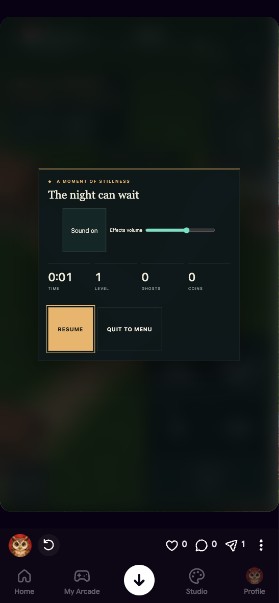 A MOMENT OF STILLNESS
The night can wait
Sound on
Effects volume
0:01 1 0 0
TIME LEVEL GHOSTS COINS
RESUME QUIT TO MENU
0 0 1
Home My Arcade Studio Profile